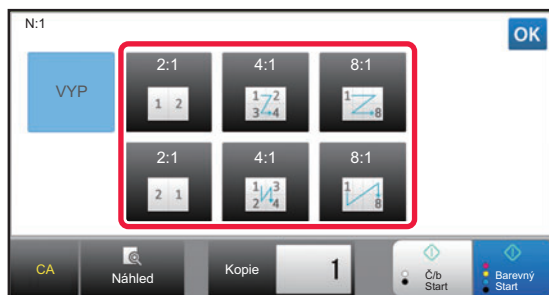 N:1
OK
VYP
2:1
4:1
8:1
1 2
1 2
3 4
1 8
2:1
4:1
8:1
2 1
1 3
2 4
1 8
CA
Náhled
Kopie
1
Č/b
Start
Barevný
Start